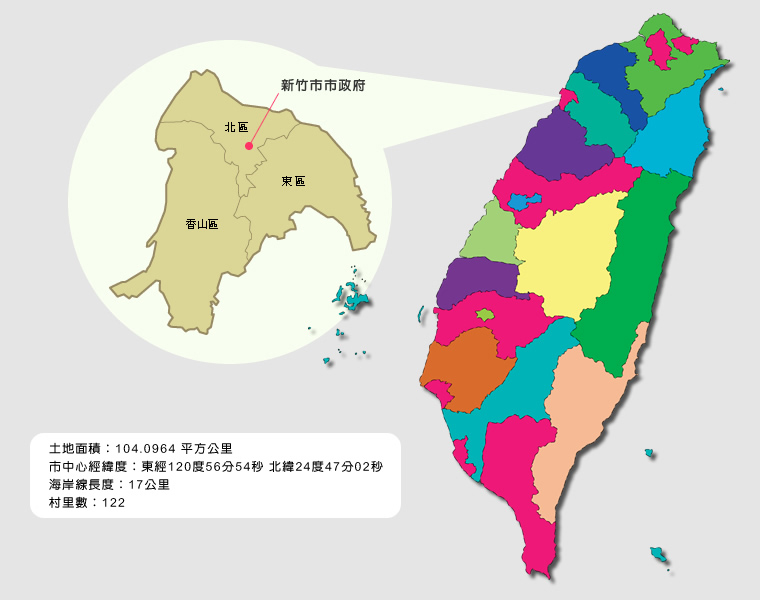 新竹市市政府
北區
東區
香山區
土地面積：104.0964 平方公里
市中心經緯度：東經120度56分54秒 北緯24度47分02秒
海岸線長度：17公里
村里數：122